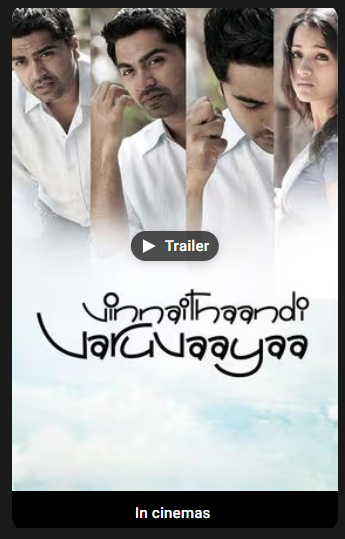 Trailer
Vinnaithaandi
Varuvaayaa
In cinemas